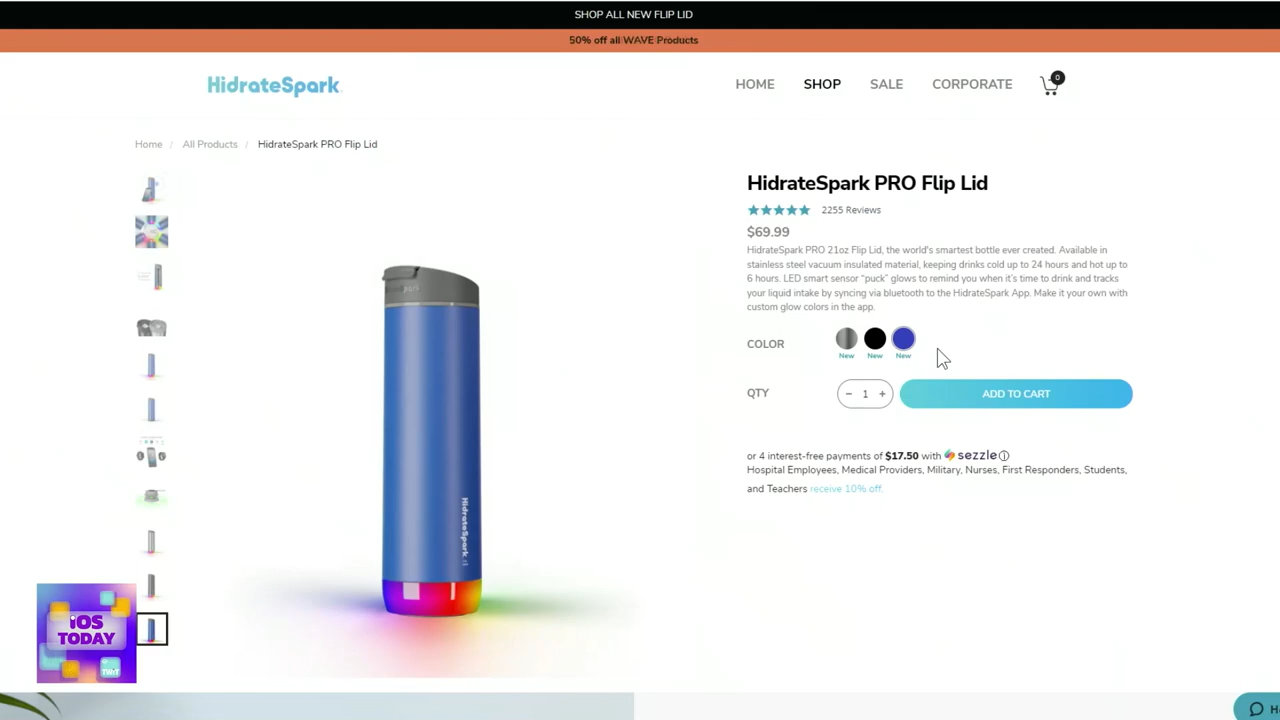 SHOP ALL NEW FLIP LID
50% off all WAVE Products
HidrateSpark.
HOME SHOP SALE CORPORATE 0
Home / All Products / HidrateSpark PRO Flip Lid
HidrateSpark PRO Flip Lid
2255 Reviews
$69.99
HidrateSpark PRO 21oz Flip Lid, the world's smartest bottle ever created. Available in
stainless steel vacuum insulated material, keeping drinks cold up to 24 hours and hot up to
6 hours. LED smart sensor “puck” glows to remind you when it’s time to drink and tracks
your liquid intake by syncing via bluetooth to the HidrateSpark App. Make it your own with
custom glow colors in the app.
COLOR
New New New
QTY
− 1 +
ADD TO CART
or 4 interest-free payments of $17.50 with sezzle
Hospital Employees, Medical Providers, Military, Nurses, First Responders, Students,
and Teachers receive 10% off.
HidrateSpark
iOS
TODAY
TWiT